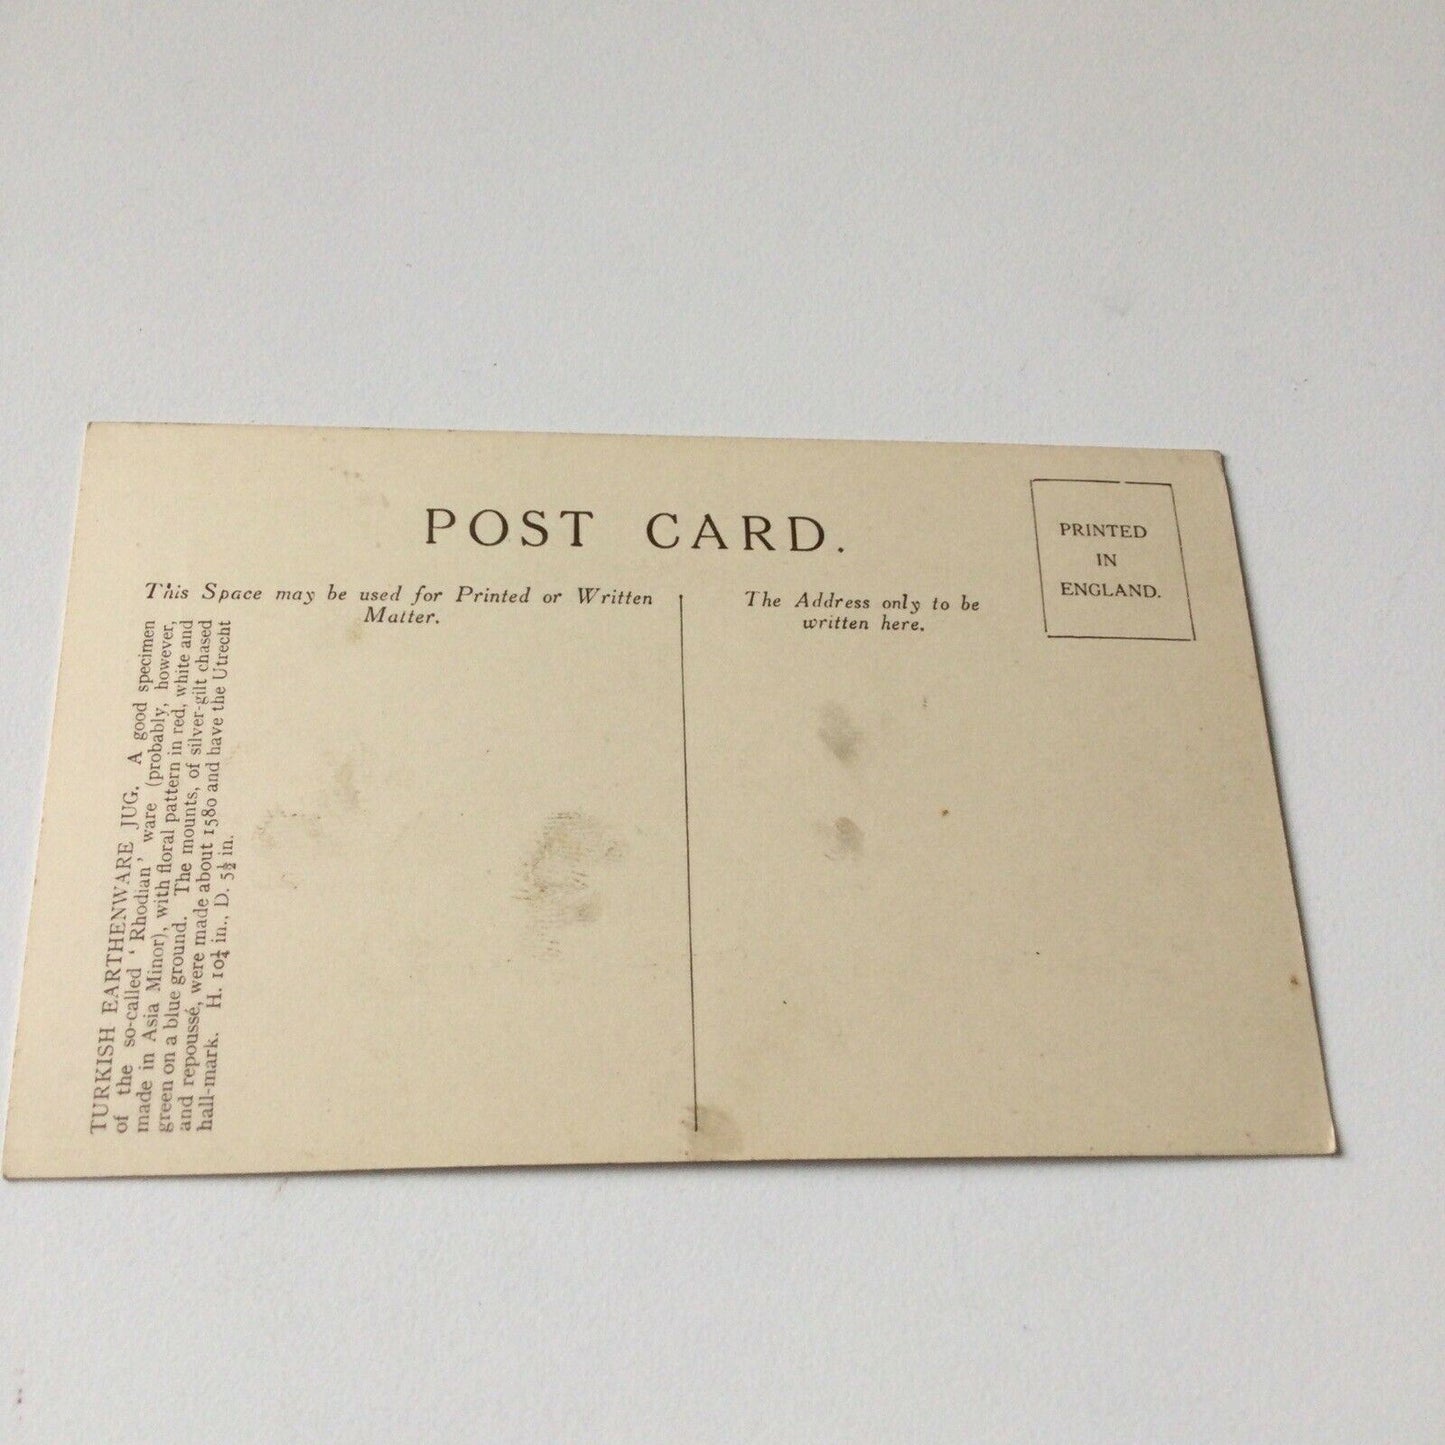 POST CARD.
This Space may be used for Printed or Written
Matter.
The Address only to be
written here.
PRINTED
IN
ENGLAND.
TURKISH EARTHENWARE JUG. A good specimen
of the so-called ' Rhodian' ware (probably, however,
made in Asia Minor), with floral pattern in red, white and
green on a blue ground. The mounts, of silver-gilt chased
and repoussé, were made about 1580 and have the Utrecht
hall-mark. H. 10¼ in., D. 5½ in.